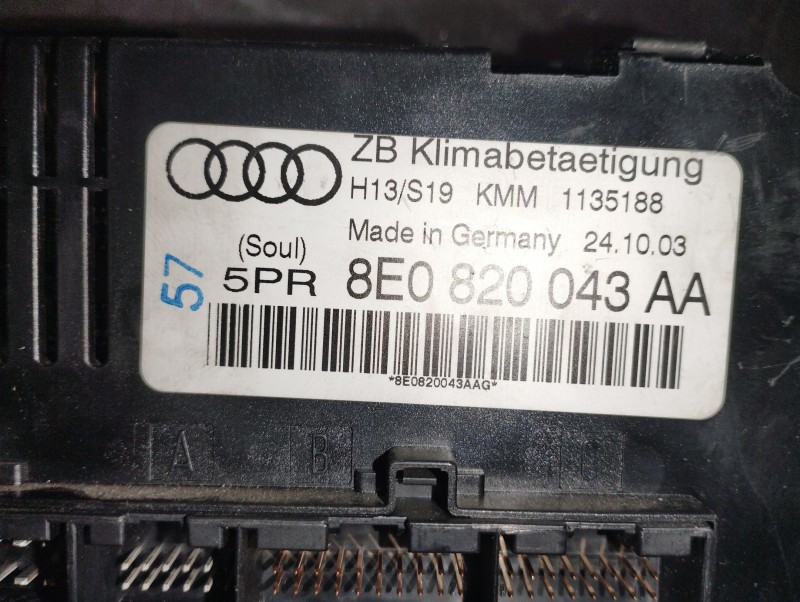 ZB Klimabetaetigung
H13/S19 KMM 1135188
Made in Germany 24.10.03
(Soul)
5PR 8E0 820 043 AA
57
*8E0820043AAG*
A B C